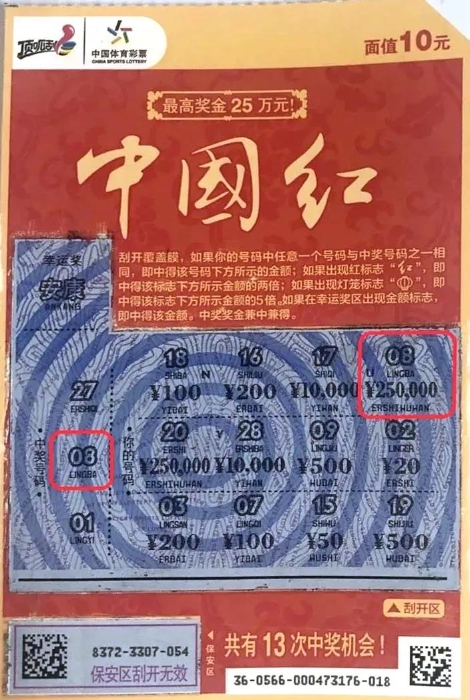 顶呱刮
中国体育彩票
CHINA SPORTS LOTTERY
面值10元
最高奖金25万元!
中國红
刮开覆盖膜，如果你的号码中任意一个号码与中奖号码之一相
同，即中得该号码下方所示的金额；如果出现红标志“红”，即
中得该标志下方所示金额的两倍；如果出现灯笼标志“”，即
中得该标志下方所示金额的5倍。如果在幸运奖区出现金额标志，
即中得该金额。中奖奖金兼中兼得。
幸运奖
安康
ANKANG
中奖号码
27
ERSHIQI
08
LINGBA
01
LINGYI
你的号码
18 N 16 17 U 08
SHIBA SHILIU SHIQI LINGBA
¥100 ¥200 ¥10,000 ¥250,000
YIBAI ERBAI YIWAN ERSHIWUWAN
20 Y 28 09 02
ERSHI ERSHIBA LINGJIU LINGER
¥250,000 ¥10,000 ¥500 ¥20
ERSHIWUWAN YIWAN WUBAI ERSHI
03 07 15 19
LINGSAN LINGQI SHIWU SHIJIU
¥200 ¥100 ¥50 ¥500
ERBAI YIBAI WUSHI WUBAI
刮开区
8372-3307-054
保安区刮开无效
保安区
共有13次中奖机会!
36-0566-000473176-018